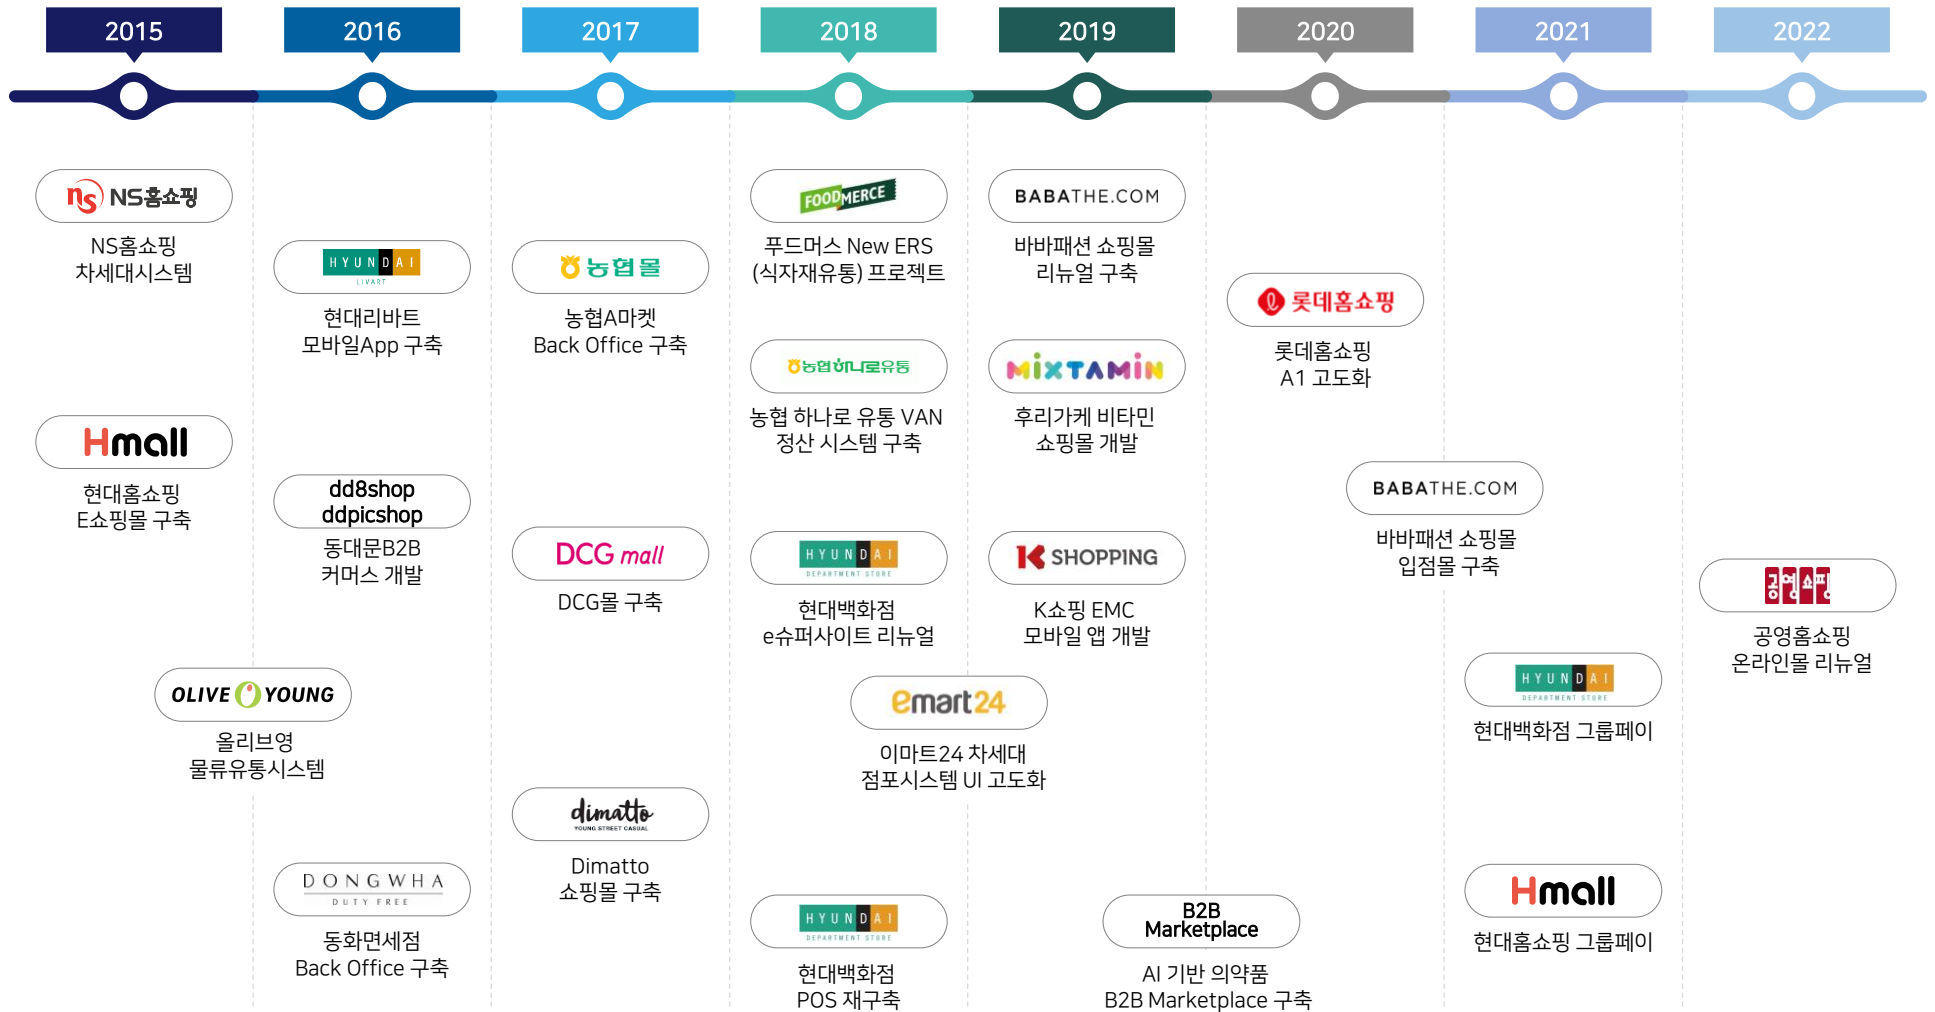 2015
2016
2017
2018
2019
2020
2021
2022
ns NS홈쇼핑
NS홈쇼핑
차세대시스템
Hmall
현대홈쇼핑
E쇼핑몰 구축
OLIVE YOUNG
올리브영
물류유통시스템
HYUNDAI
LIVART
현대리바트
모바일App 구축
dd8shop
ddpicshop
동대문B2B
커머스 개발
DONGWHA
DUTY FREE
동화면세점
Back Office 구축
농협몰
농협A마켓
Back Office 구축
DCG mall
DCG몰 구축
dimatto
YOUNG STREET CASUAL
Dimatto
쇼핑몰 구축
FOODMERCE
푸드머스 New ERS
(식자재유통) 프로젝트
농협하나로유통
농협 하나로 유통 VAN
정산 시스템 구축
HYUNDAI
DEPARTMENT STORE
현대백화점
e슈퍼사이트 리뉴얼
emart24
이마트24 차세대
점포시스템 UI 고도화
HYUNDAI
DEPARTMENT STORE
현대백화점
POS 재구축
BABATHE.COM
바바패션 쇼핑몰
리뉴얼 구축
MIXTAMIN
후리가케 비타민
쇼핑몰 개발
K SHOPPING
K쇼핑 EMC
모바일 앱 개발
B2B
Marketplace
AI 기반 의약품
B2B Marketplace 구축
롯데홈쇼핑
롯데홈쇼핑
A1 고도화
BABATHE.COM
바바패션 쇼핑몰
입점몰 구축
HYUNDAI
DEPARTMENT STORE
현대백화점 그룹페이
Hmall
현대홈쇼핑 그룹페이
공영쇼핑
공영홈쇼핑
온라인몰 리뉴얼